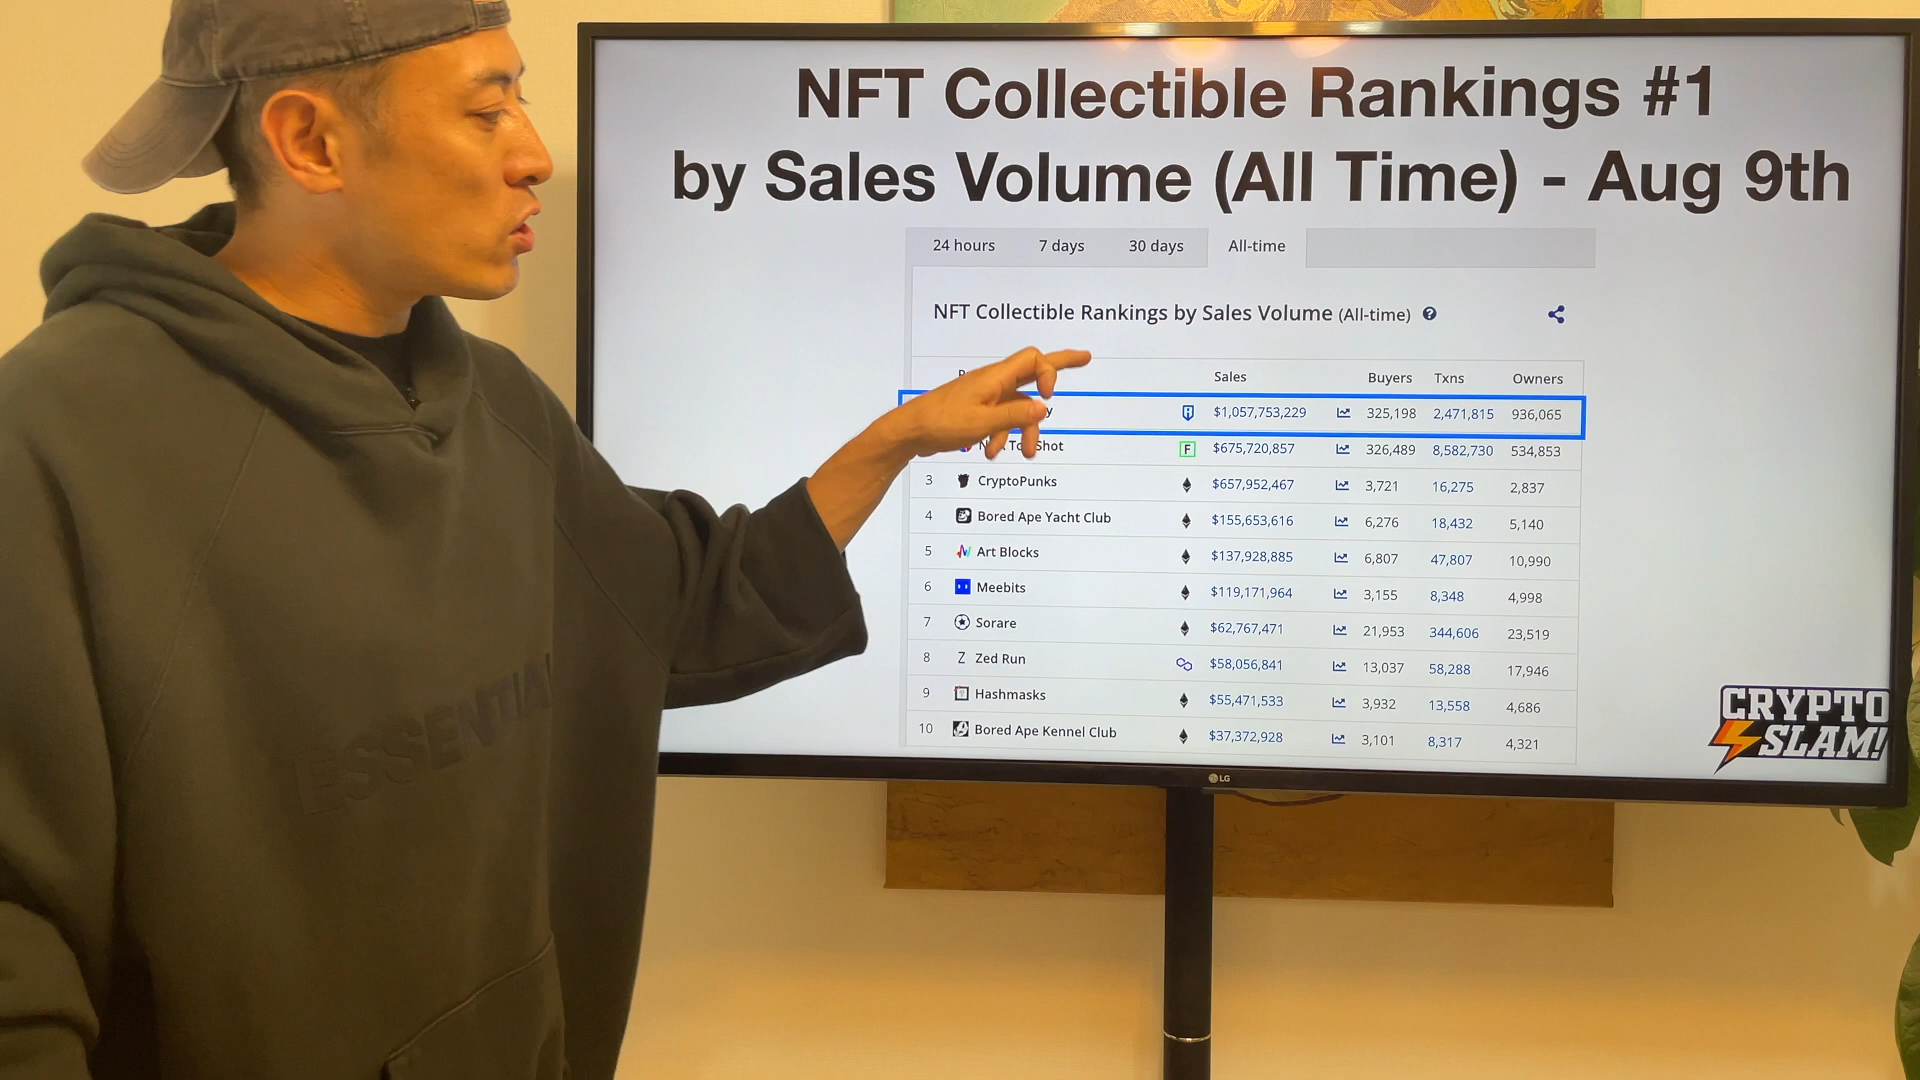 NFT Collectible Rankings #1
by Sales Volume (All Time) - Aug 9th
24 hours 7 days 30 days All-time
NFT Collectible Rankings by Sales Volume (All-time) ?
Sales Buyers Txns Owners
y $1,057,753,229 325,198 2,471,815 936,065
Shot F $675,720,857 326,489 8,582,730 534,853
3 CryptoPunks $657,952,467 3,721 16,275 2,837
4 Bored Ape Yacht Club $155,653,616 6,276 18,432 5,140
5 Art Blocks $137,928,885 6,807 47,807 10,990
6 Meebits $119,171,964 3,155 8,348 4,998
7 Sorare $62,767,471 21,953 344,606 23,519
8 Z Zed Run $58,056,841 13,037 58,288 17,946
9 Hashmasks $55,471,533 3,932 13,558 4,686
10 Bored Ape Kennel Club $37,372,928 3,101 8,317 4,321
CRYPTO
SLAM!
LG
ESSENTIAL